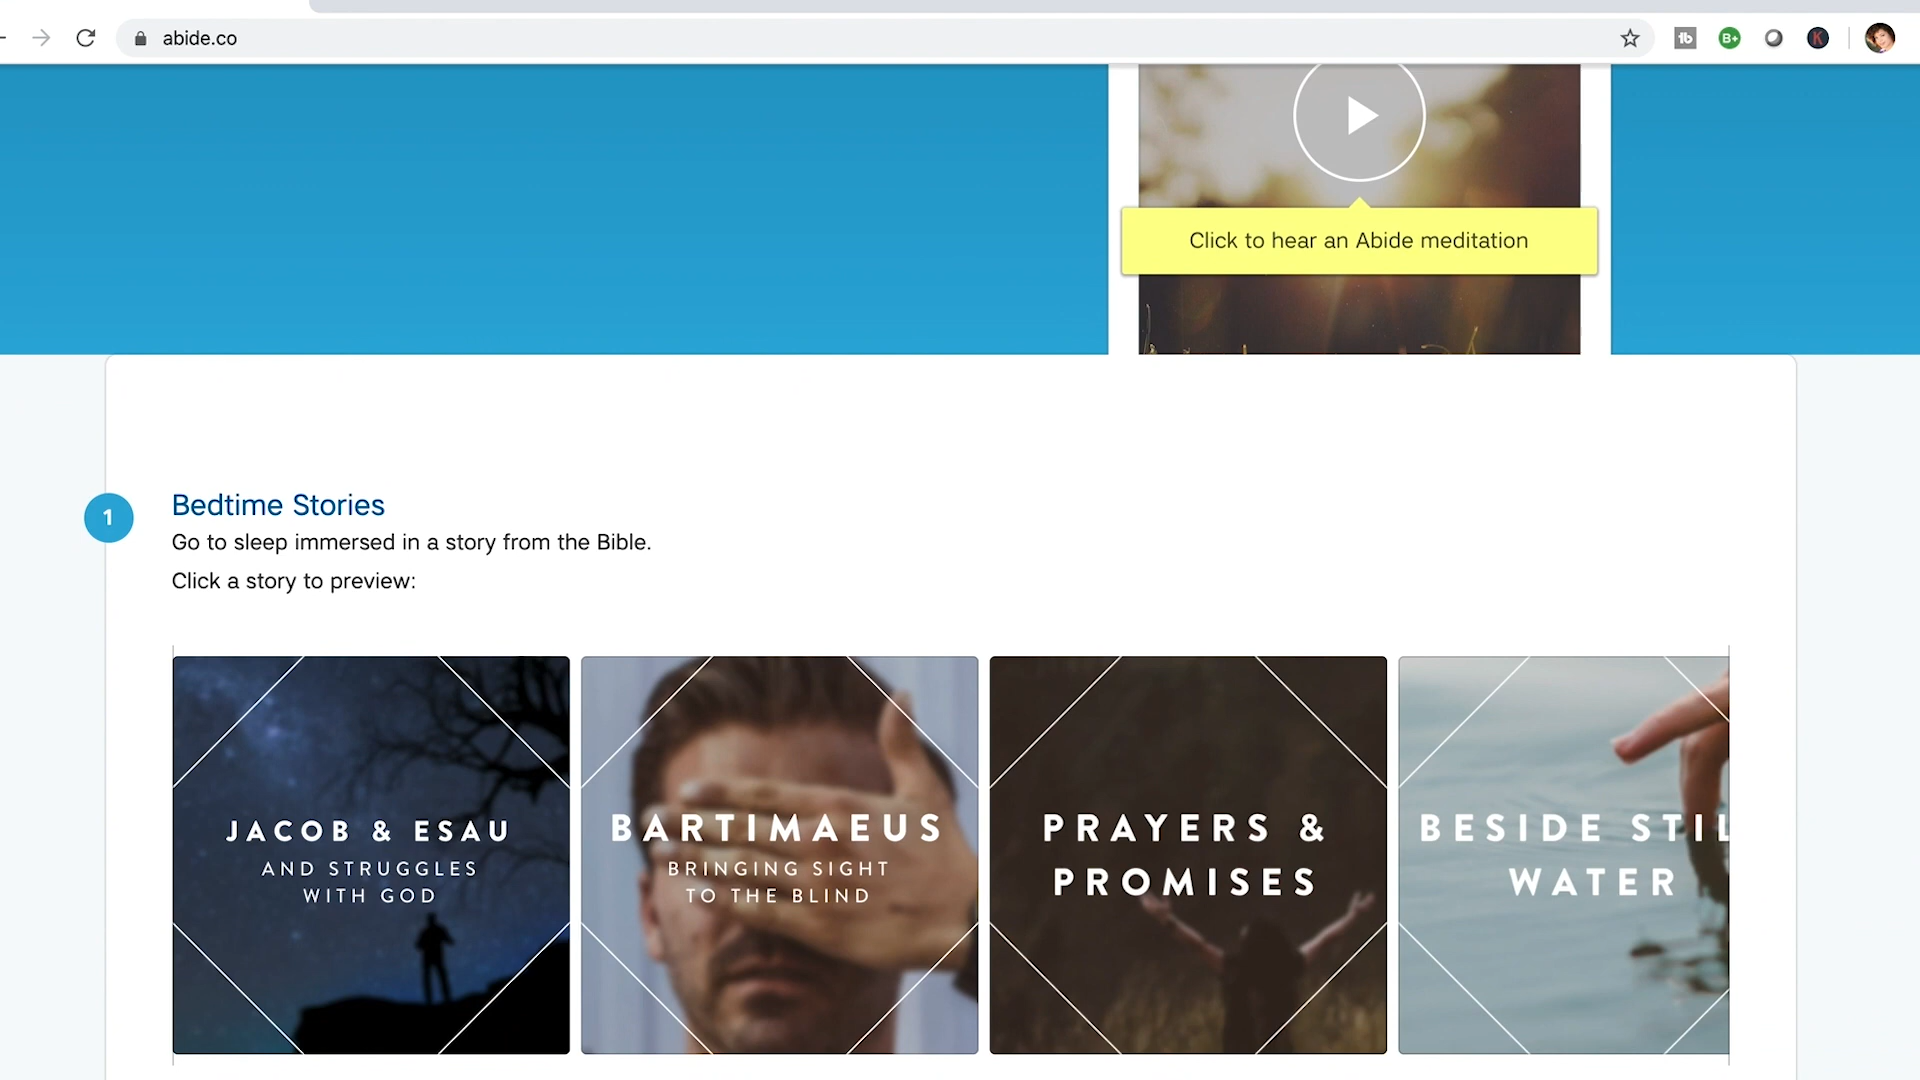 abide.co
tb
B+
K
Click to hear an Abide meditation
1
Bedtime Stories
Go to sleep immersed in a story from the Bible.
Click a story to preview:
JACOB & ESAU
AND STRUGGLES
WITH GOD
BARTIMAEUS
BRINGING SIGHT
TO THE BLIND
PRAYERS &
PROMISES
BESIDE STIL
WATER